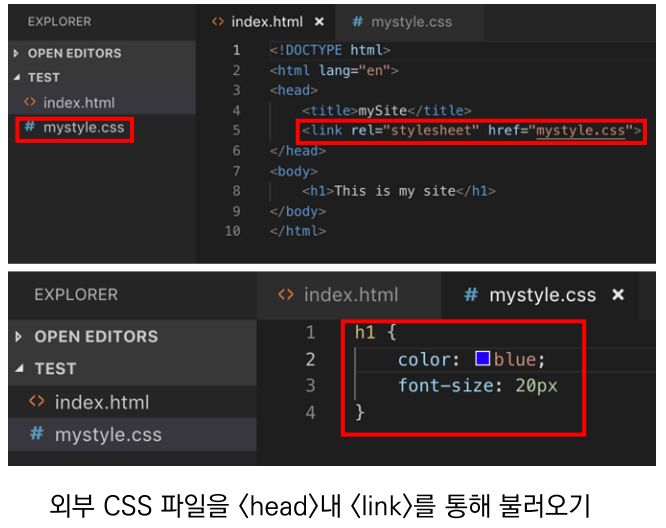 EXPLORER
index.html
mystyle.css
OPEN EDITORS
TEST
index.html
mystyle.css
1 <!DOCTYPE html>
2 <html lang="en">
3 <head>
4 <title>mySite</title>
5 <link rel="stylesheet" href="mystyle.css">
6 </head>
7 <body>
8 <h1>This is my site</h1>
9 </body>
10 </html>
EXPLORER
index.html
# mystyle.css
OPEN EDITORS
TEST
index.html
# mystyle.css
1 h1 {
2 color: blue;
3 font-size: 20px
4 }
외부 CSS 파일을 <head>내 <link>를 통해 불러오기